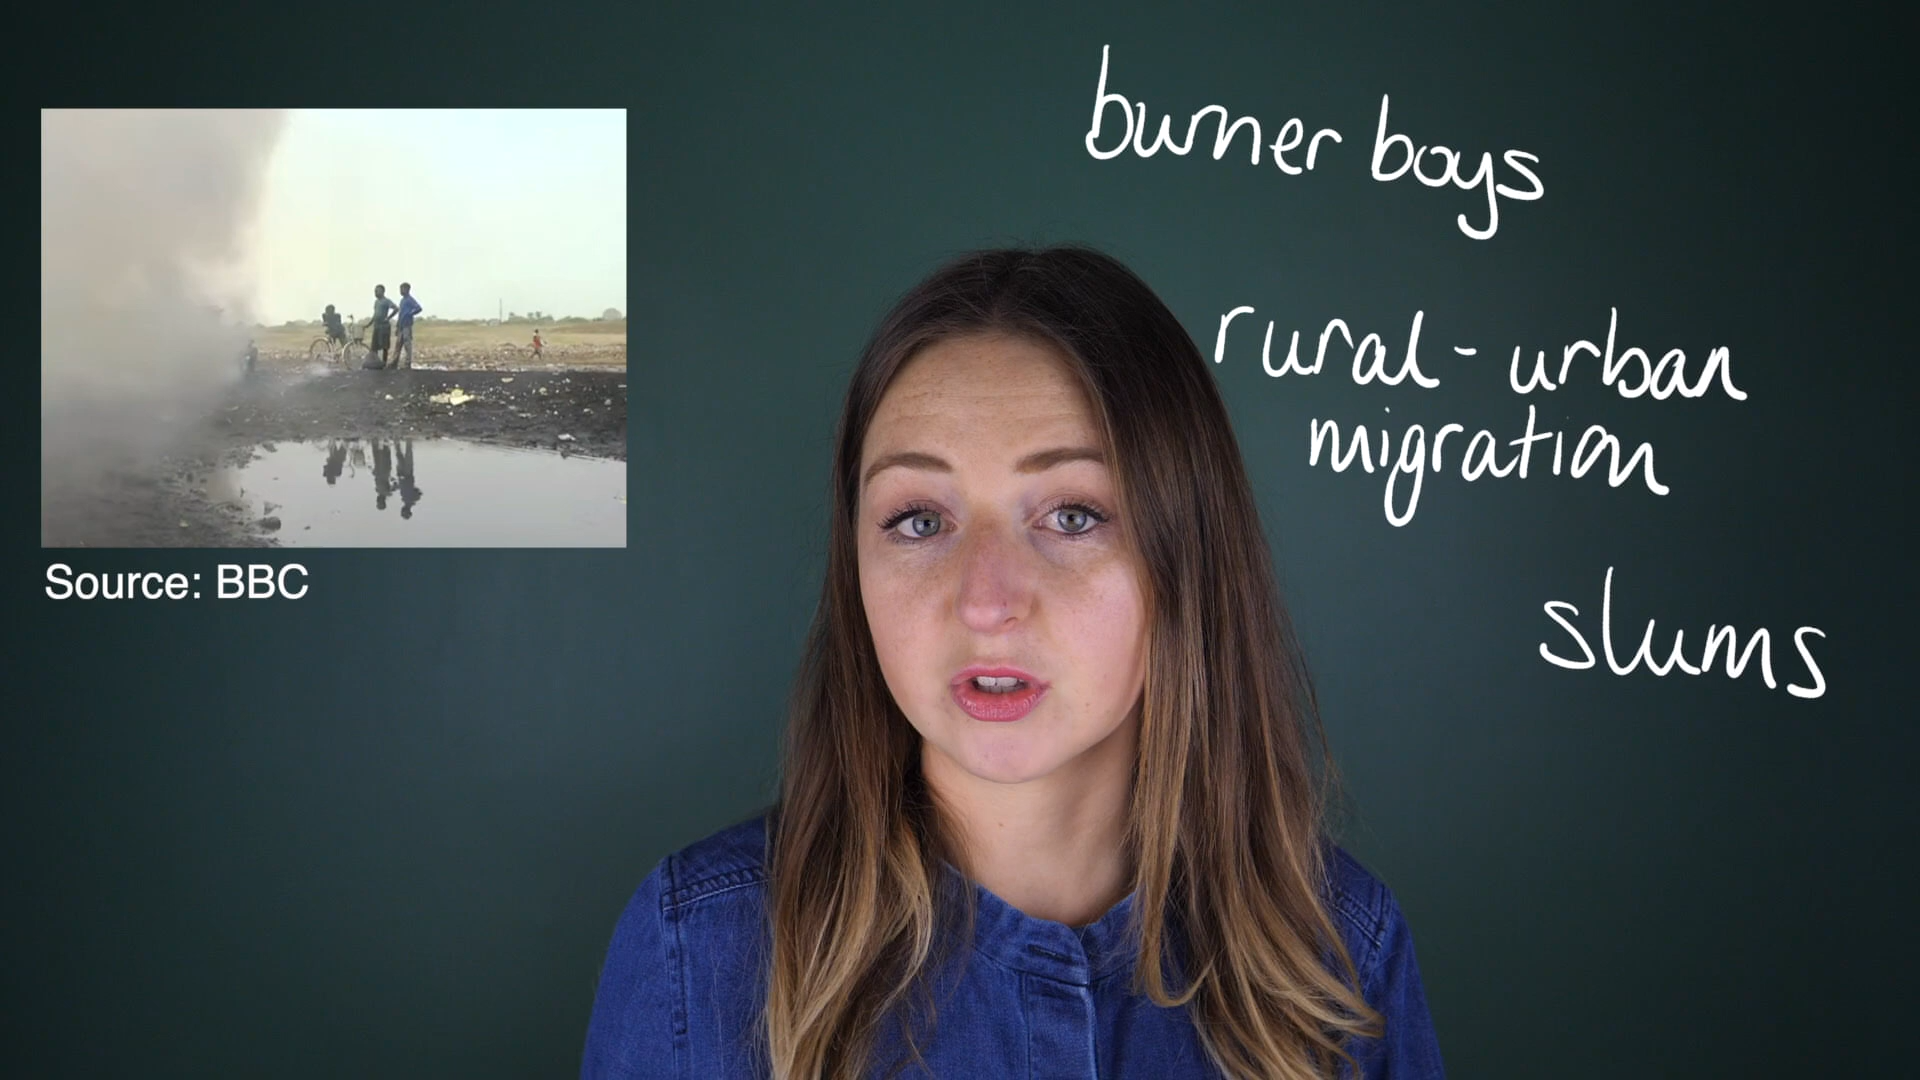 burner boys
rural-urban
migration
slums
Source: BBC